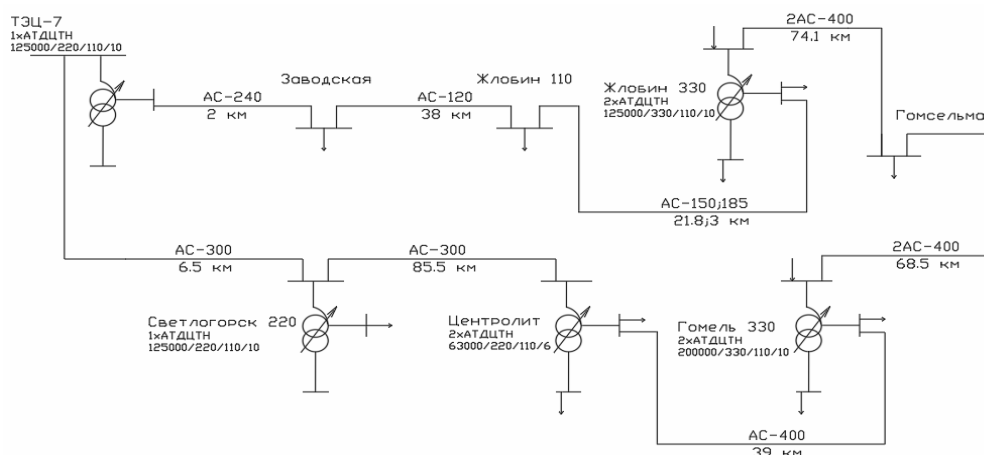 ТЭЦ-7
1хАТДЦТН
125000/220/110/10
АС-240
2 км
Заводская
АС-120
38 км
Жлобин 110
Жлобин 330
2хАТДЦТН
125000/330/110/10
2АС-400
74.1 км
Гомсельма
АС-150;185
21.8;3 км
АС-300
6.5 км
АС-300
85.5 км
2АС-400
68.5 км
Светлогорск 220
1хАТДЦТН
125000/220/110/10
Центролит
2хАТДЦТН
63000/220/110/6
Гомель 330
2хАТДЦТН
200000/330/110/10
АС-400
39 км